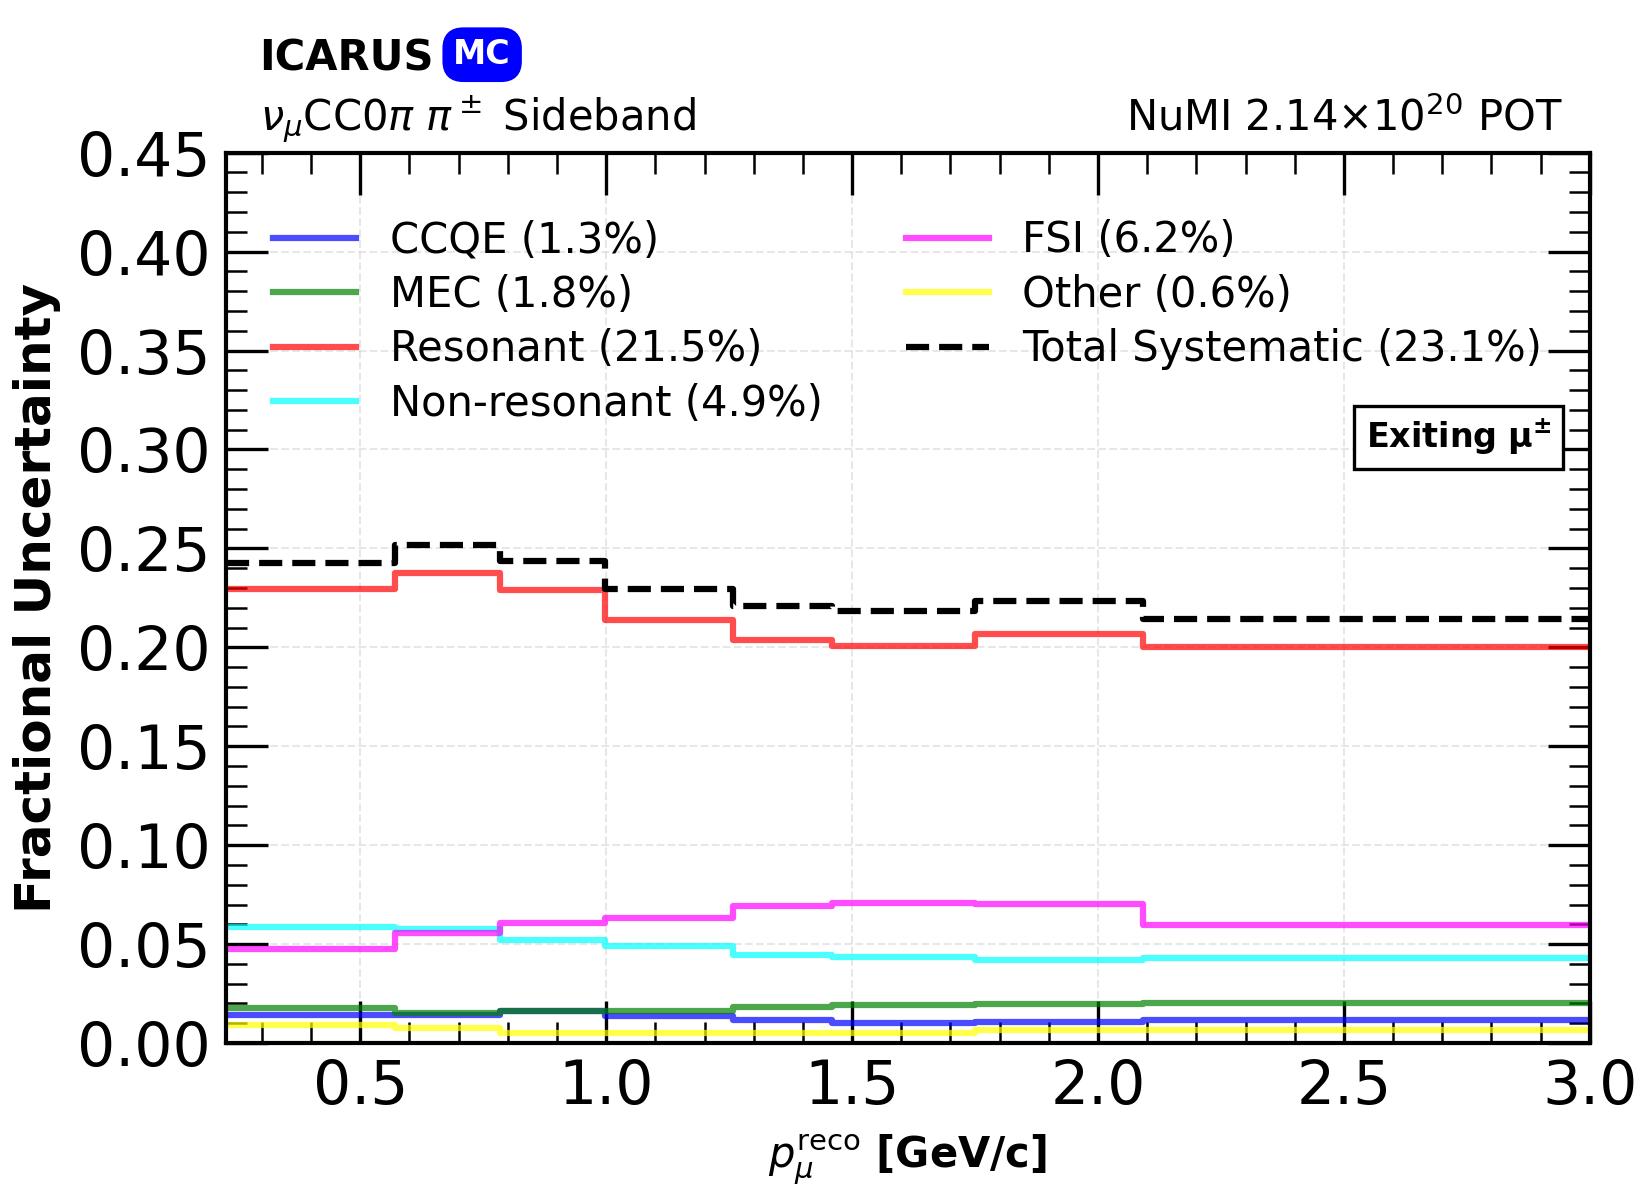 ICARUS MC
νμCC0π π± Sideband
NuMI 2.14×10²⁰ POT
0.45
0.40
0.35
0.30
0.25
0.20
0.15
0.10
0.05
0.00
Fractional Uncertainty
CCQE (1.3%)
MEC (1.8%)
Resonant (21.5%)
Non-resonant (4.9%)
FSI (6.2%)
Other (0.6%)
Total Systematic (23.1%)
Exiting μ±
0.5 1.0 1.5 2.0 2.5 3.0
pμreco [GeV/c]